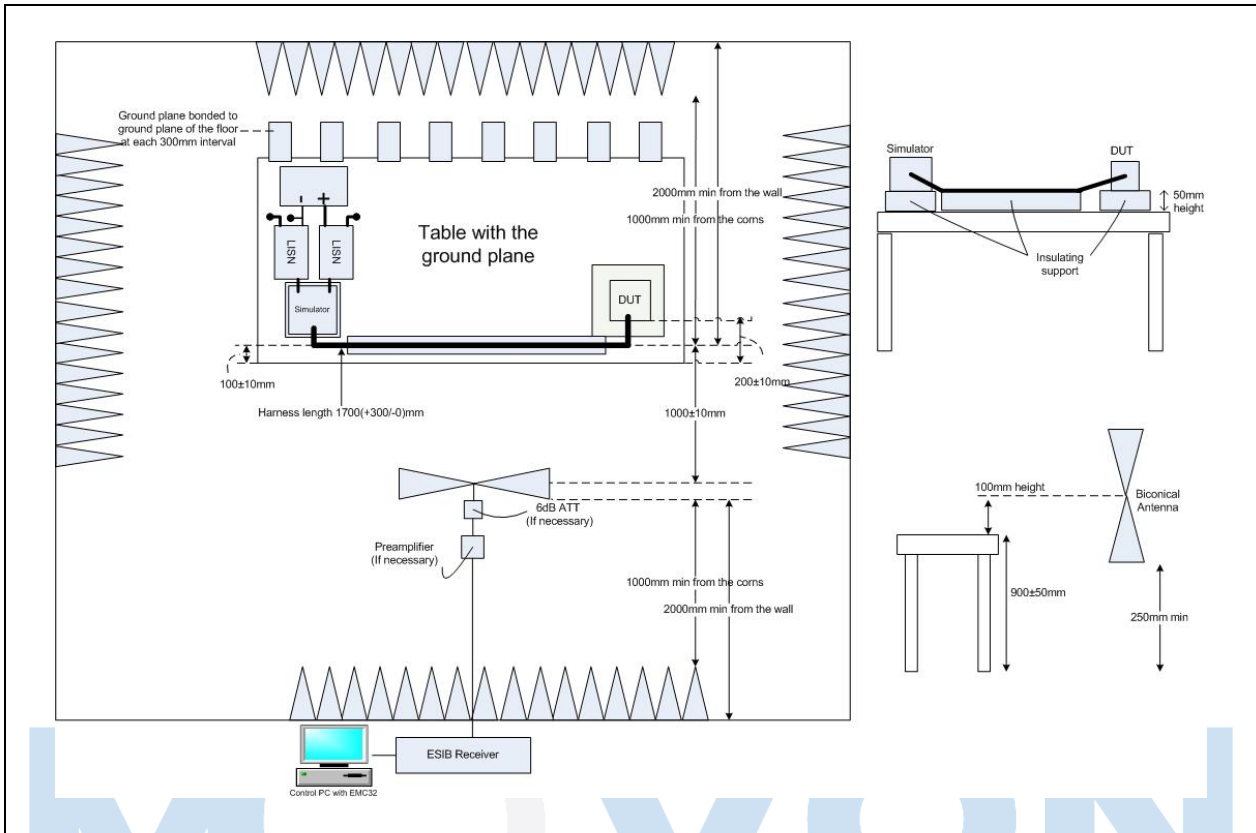 Ground plane bonded to
ground plane of the floor
at each 300mm interval
- +
LISN
LISN
Simulator
Table with the
ground plane
DUT
2000mm min from the wall
1000mm min from the corns
100±10mm
200±10mm
Harness length 1700(+300/-0)mm
1000±10mm
6dB ATT
(If necessary)
Preamplifier
(If necessary)
1000mm min from the corns
2000mm min from the wall
ESIB Receiver
Control PC with EMC32
Simulator
DUT
50mm
height
Insulating
support
100mm height
Biconical
Antenna
900±50mm
250mm min